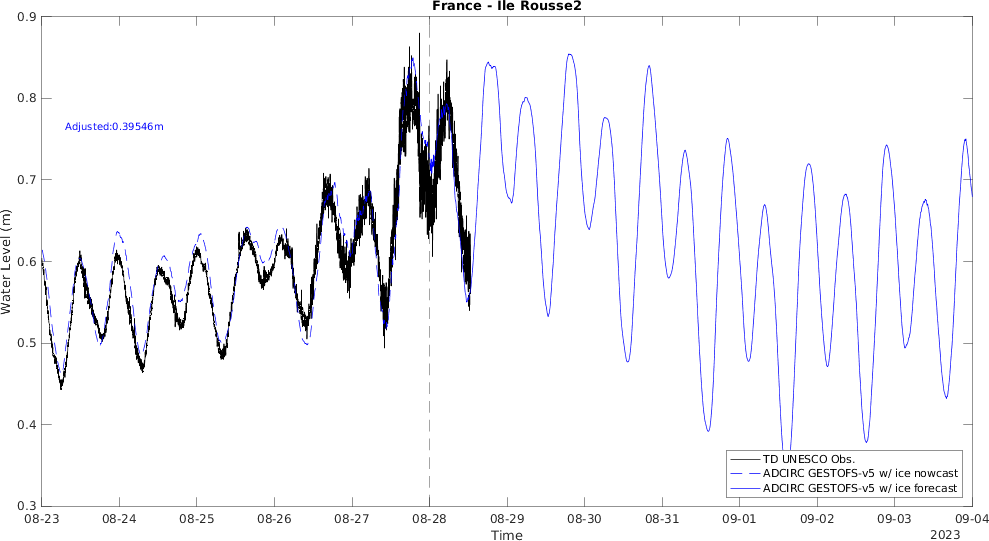 France - Ile Rousse2
0.9
0.8
Adjusted:0.39546m
0.7
0.6
0.5
0.4
0.3
Water Level (m)
TD UNESCO Obs.
ADCIRC GESTOFS-v5 w/ ice nowcast
ADCIRC GESTOFS-v5 w/ ice forecast
08-23 08-24 08-25 08-26 08-27 08-28 08-29 08-30 08-31 09-01 09-02 09-03 09-04
Time
2023